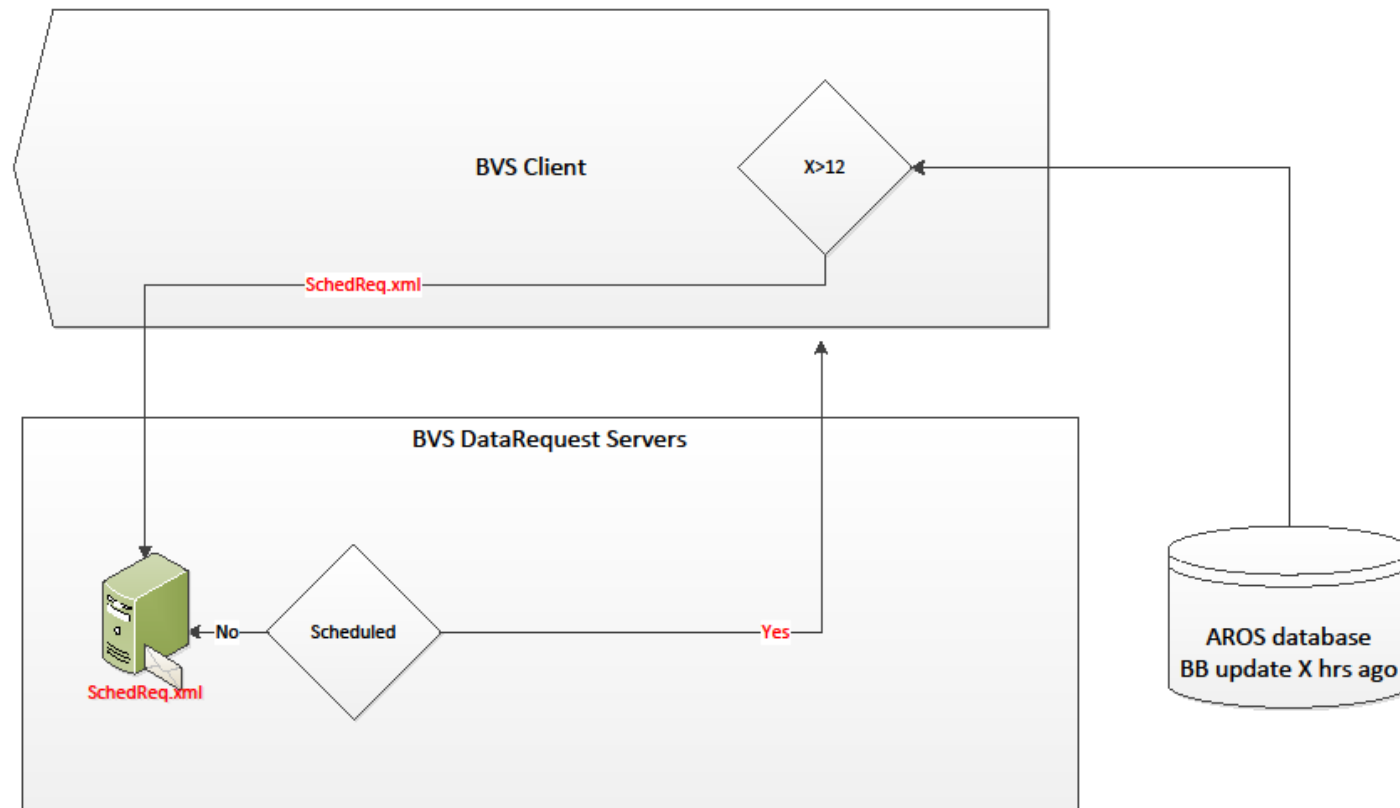 BVS Client
X>12
SchedReq.xml
BVS DataRequest Servers
No
Scheduled
Yes
SchedReq.xml
AROS database
BB update X hrs ago